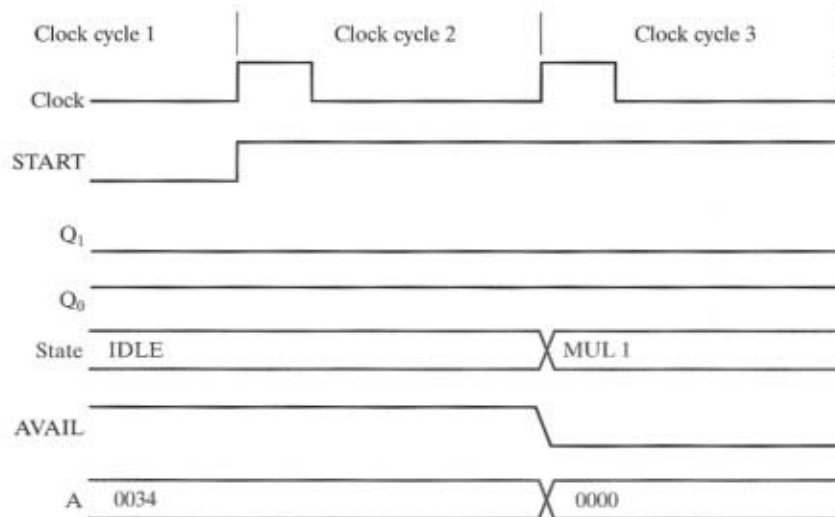 Clock cycle 1 Clock cycle 2 Clock cycle 3
Clock
START
Q₁
Q₀
State IDLE MUL 1
AVAIL
A 0034 0000